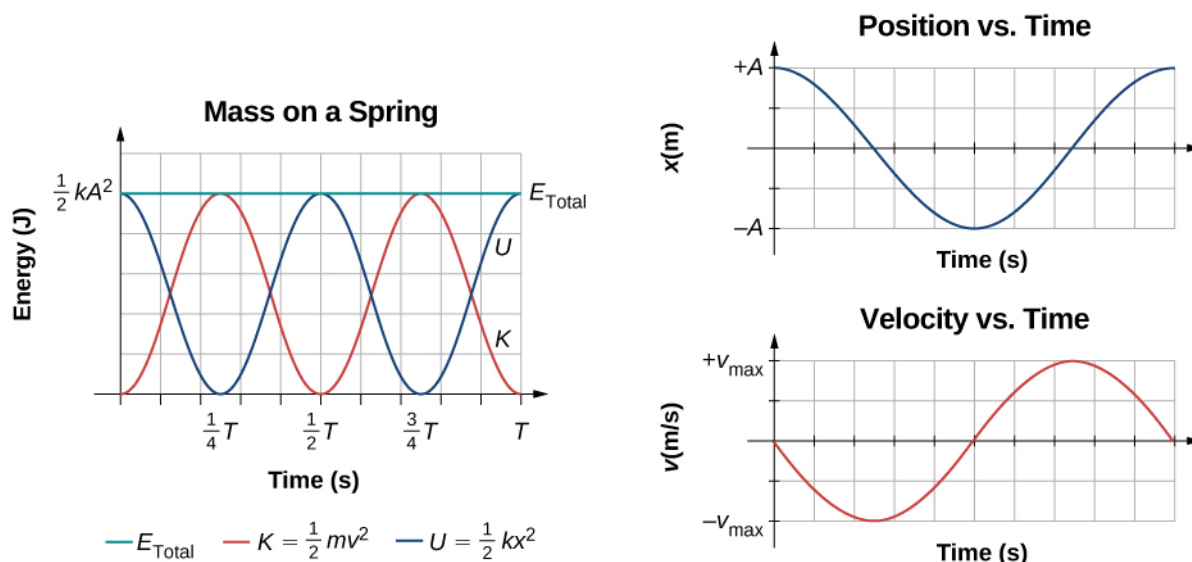 Mass on a Spring
Energy (J)
½ kA²
E_Total
U
K
¼ T
½ T
¾ T
T
Time (s)
E_Total K = ½ mv² U = ½ kx²
Position vs. Time
+A
x(m)
–A
Time (s)
Velocity vs. Time
+v_max
v(m/s)
–v_max
Time (s)